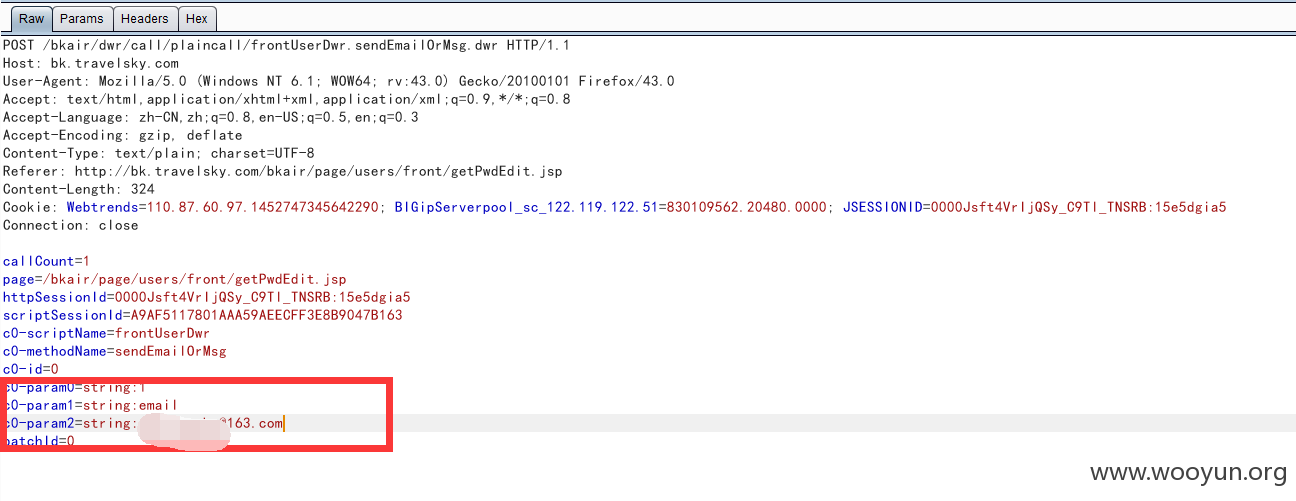 Raw Params Headers Hex
POST /bkair/dwr/call/plaincall/frontUserDwr.sendEmailOrMsg.dwr HTTP/1.1
Host: bk.travelsky.com
User-Agent: Mozilla/5.0 (Windows NT 6.1; WOW64; rv:43.0) Gecko/20100101 Firefox/43.0
Accept: text/html,application/xhtml+xml,application/xml;q=0.9,*/*;q=0.8
Accept-Language: zh-CN,zh;q=0.8,en-US;q=0.5,en;q=0.3
Accept-Encoding: gzip, deflate
Content-Type: text/plain; charset=UTF-8
Referer: http://bk.travelsky.com/bkair/page/users/front/getPwdEdit.jsp
Content-Length: 324
Cookie: Webtrends=110.87.60.97.1452747345642290; BIGipServerpool_sc_122.119.122.51=830109562.20480.0000; JSESSIONID=0000Jsft4VrIjQSy_C9Tl_TNSRB:15e5dgia5
Connection: close
callCount=1
page=/bkair/page/users/front/getPwdEdit.jsp
httpSessionId=0000Jsft4VrIjQSy_C9Tl_TNSRB:15e5dgia5
scriptSessionId=A9AF5117801AAA59AEECFF3E8B9047B163
c0-scriptName=frontUserDwr
c0-methodName=sendEmailOrMsg
c0-id=0
c0-param0=string:1
c0-param1=string:email
c0-param2=string: @163.com
batchId=0
www.wooyun.org